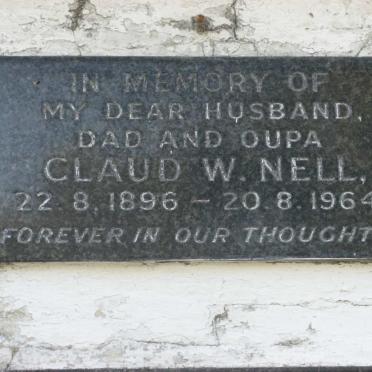 IN MEMORY OF
MY DEAR HUSBAND,
DAD AND OUPA
CLAUD W. NELL,
22.8.1896 – 20.8.1964
FOREVER IN OUR THOUGHT